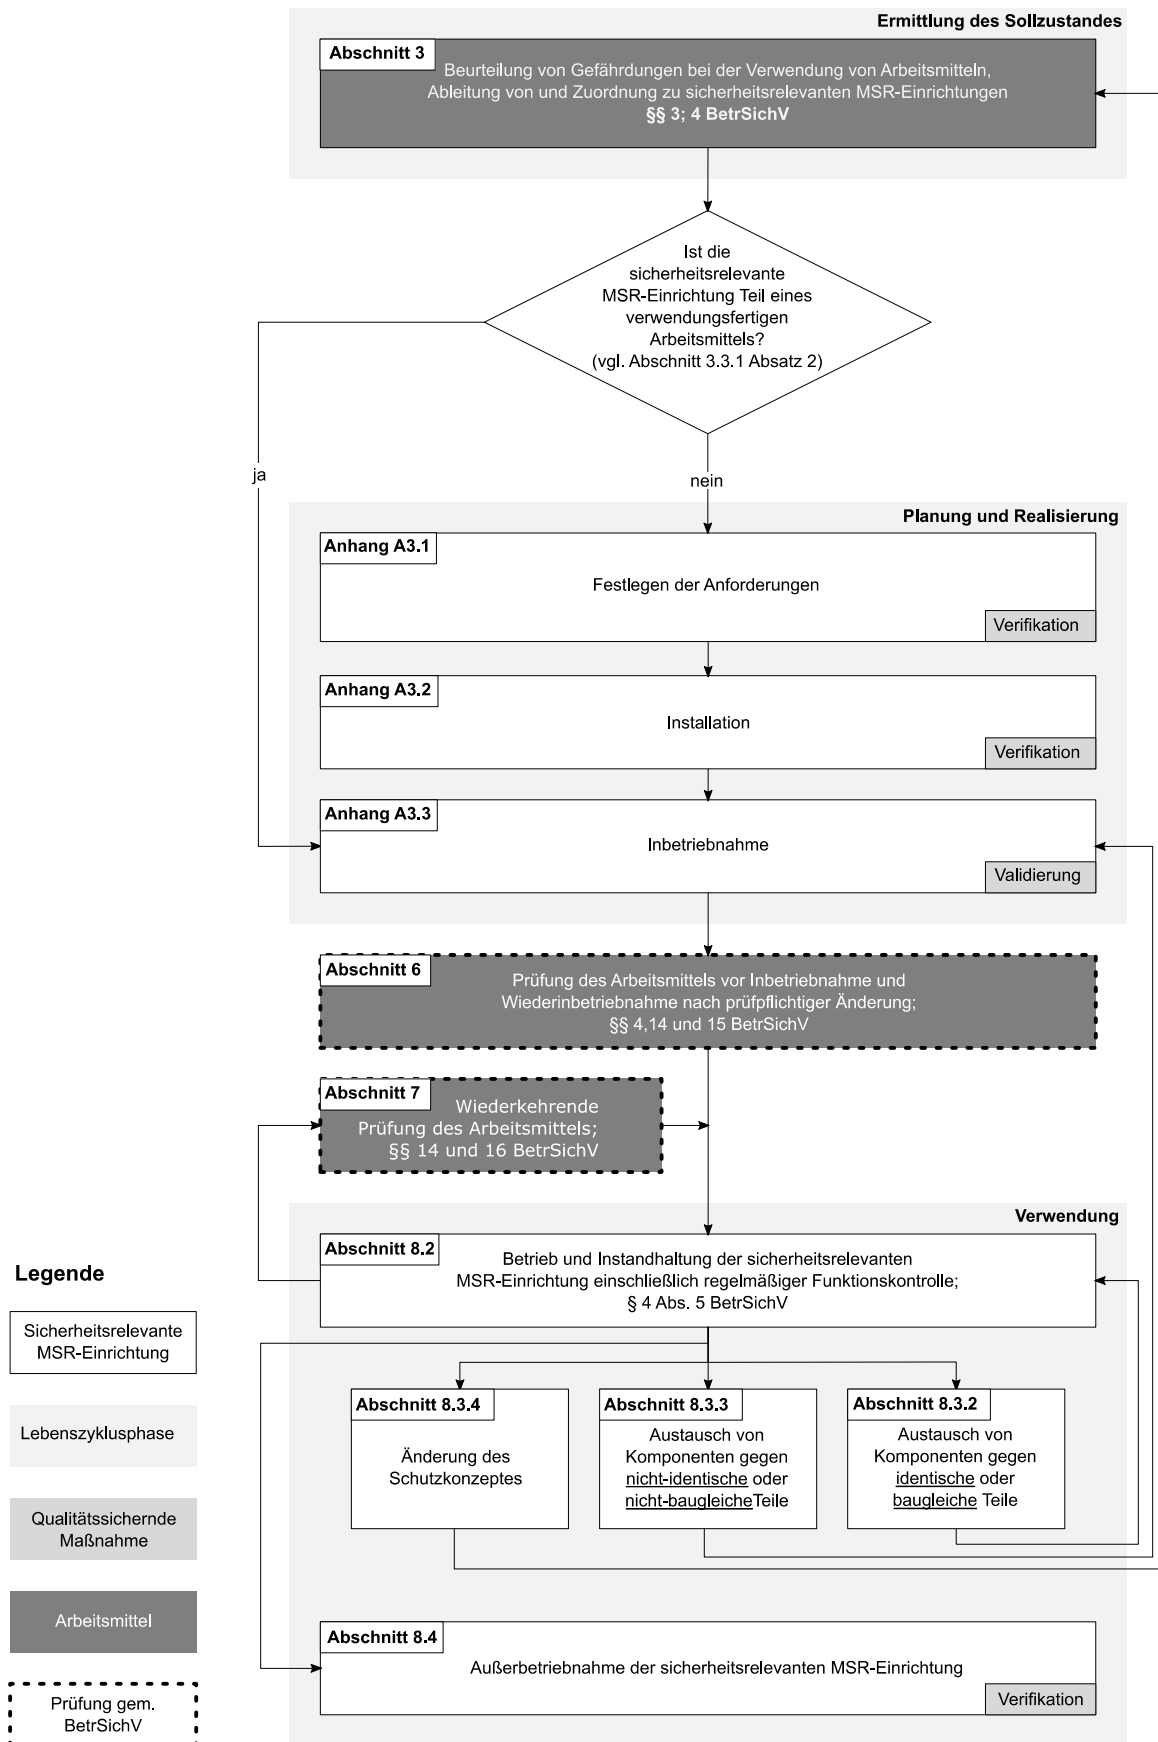 Ermittlung des Sollzustandes
Abschnitt 3
Beurteilung von Gefährdungen bei der Verwendung von Arbeitsmitteln,
Ableitung von und Zuordnung zu sicherheitsrelevanten MSR-Einrichtungen
§§ 3; 4 BetrSichV
Ist die
sicherheitsrelevante
MSR-Einrichtung Teil eines
verwendungsfertigen
Arbeitsmittels?
(vgl. Abschnitt 3.3.1 Absatz 2)
ja
nein
Planung und Realisierung
Anhang A3.1
Festlegen der Anforderungen
Verifikation
Anhang A3.2
Installation
Verifikation
Anhang A3.3
Inbetriebnahme
Validierung
Abschnitt 6
Prüfung des Arbeitsmittels vor Inbetriebnahme und
Wiederinbetriebnahme nach prüfpflichtiger Änderung;
§§ 4,14 und 15 BetrSichV
Abschnitt 7
Wiederkehrende
Prüfung des Arbeitsmittels;
§§ 14 und 16 BetrSichV
Verwendung
Abschnitt 8.2
Betrieb und Instandhaltung der sicherheitsrelevanten
MSR-Einrichtung einschließlich regelmäßiger Funktionskontrolle;
§ 4 Abs. 5 BetrSichV
Abschnitt 8.3.4
Änderung des
Schutzkonzeptes
Abschnitt 8.3.3
Austausch von
Komponenten gegen
nicht-identische oder
nicht-baugleiche Teile
Abschnitt 8.3.2
Austausch von
Komponenten gegen
identische oder
baugleiche Teile
Abschnitt 8.4
Außerbetriebnahme der sicherheitsrelevanten MSR-Einrichtung
Verifikation
Legende
Sicherheitsrelevante
MSR-Einrichtung
Lebenszyklusphase
Qualitätssichernde
Maßnahme
Arbeitsmittel
Prüfung gem.
BetrSichV